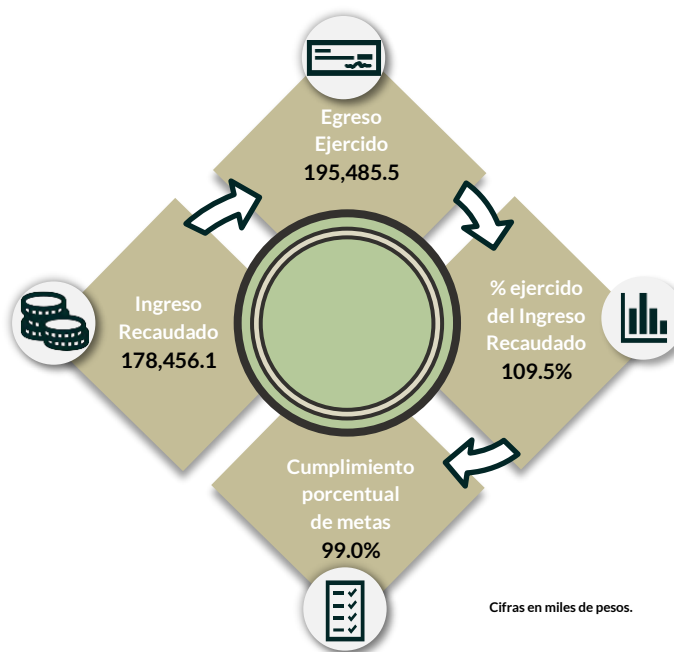 Egreso
Ejercido
195,485.5
Ingreso
Recaudado
178,456.1
% ejercido
del Ingreso
Recaudado
109.5%
Cumplimiento
porcentual
de metas
99.0%
Cifras en miles de pesos.